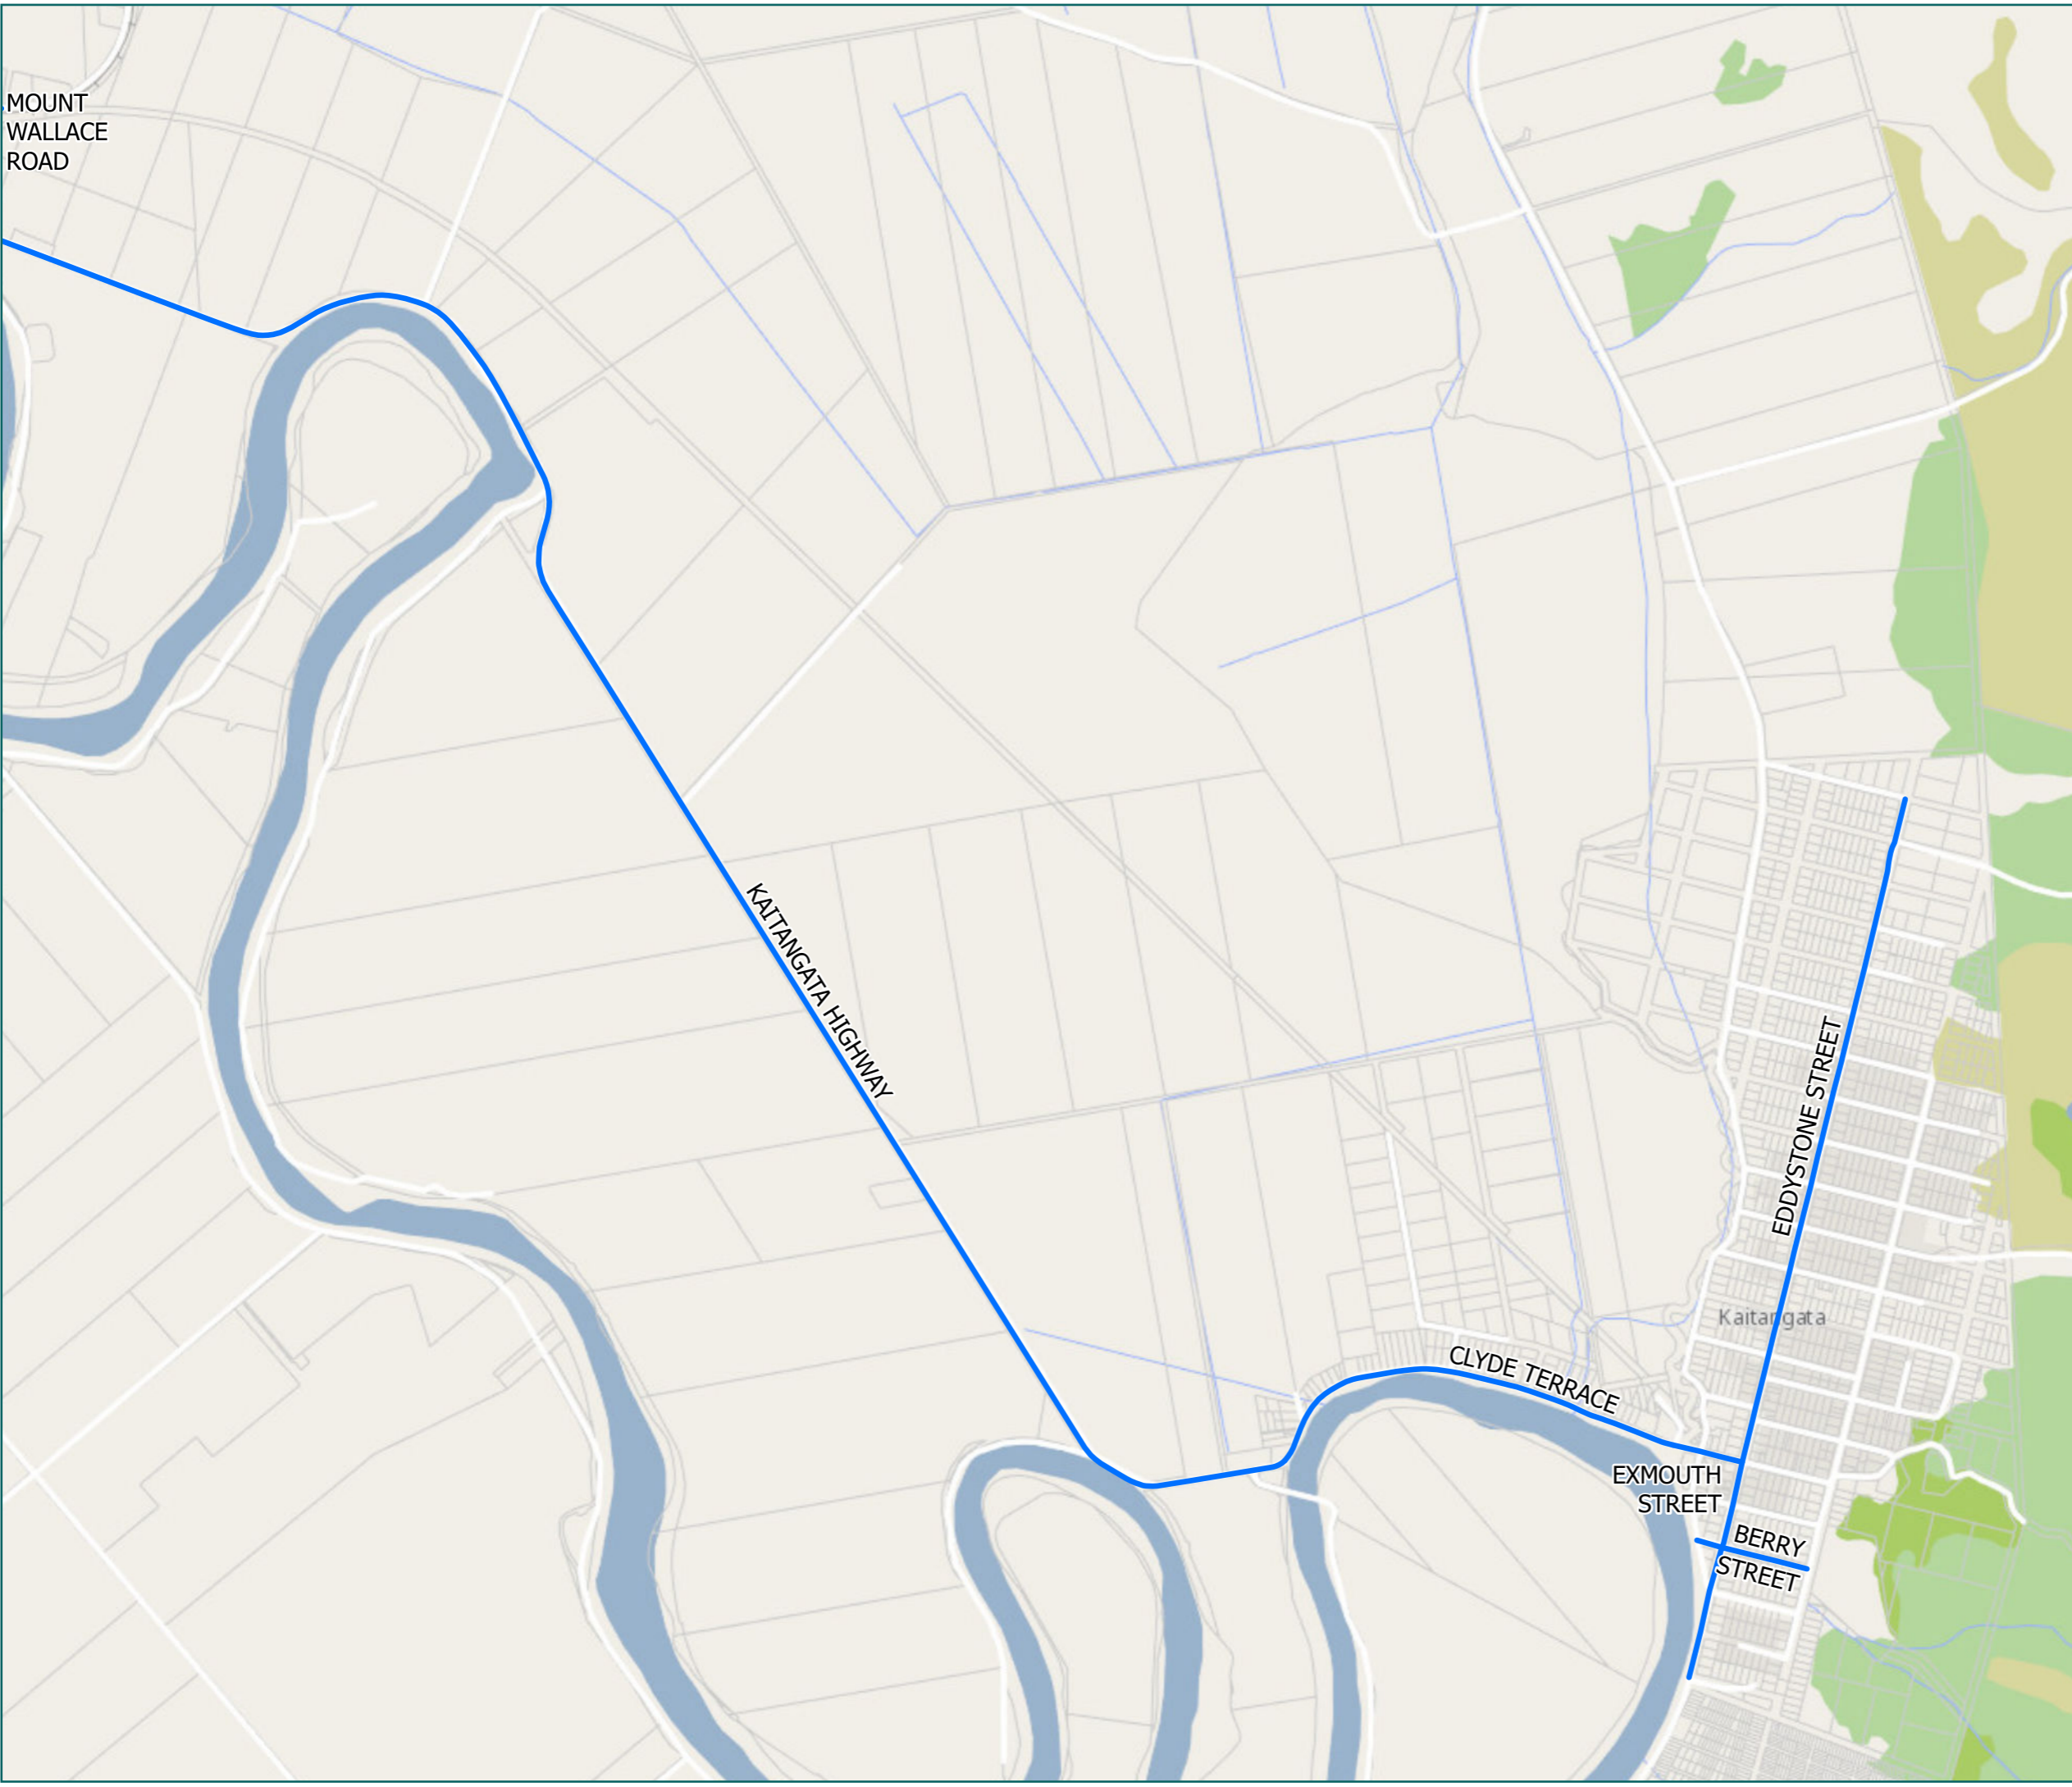 MOUNT
WALLACE
ROAD
KAITANGATA HIGHWAY
EDDYSTONE STREET
Kaitangata
CLYDE TERRACE
EXMOUTH
STREET
BERRY
STREET